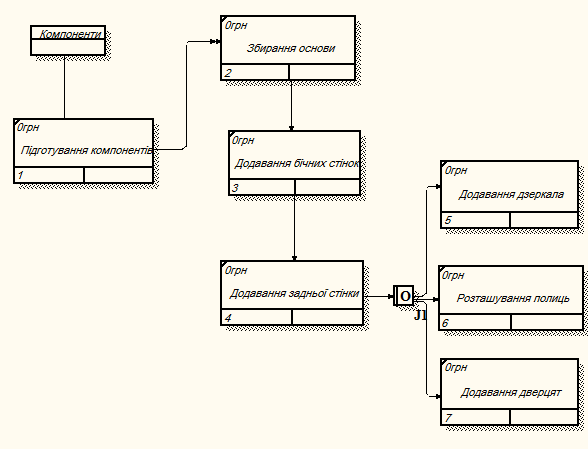 Компоненти
0грн
Підготування компонентів
1
0грн
Збирання основи
2
0грн
Додавання бічних стінок
3
0грн
Додавання задньої стінки
4
O
J1
0грн
Додавання дзеркала
5
0грн
Розташування полиць
6
0грн
Додавання дверцят
7